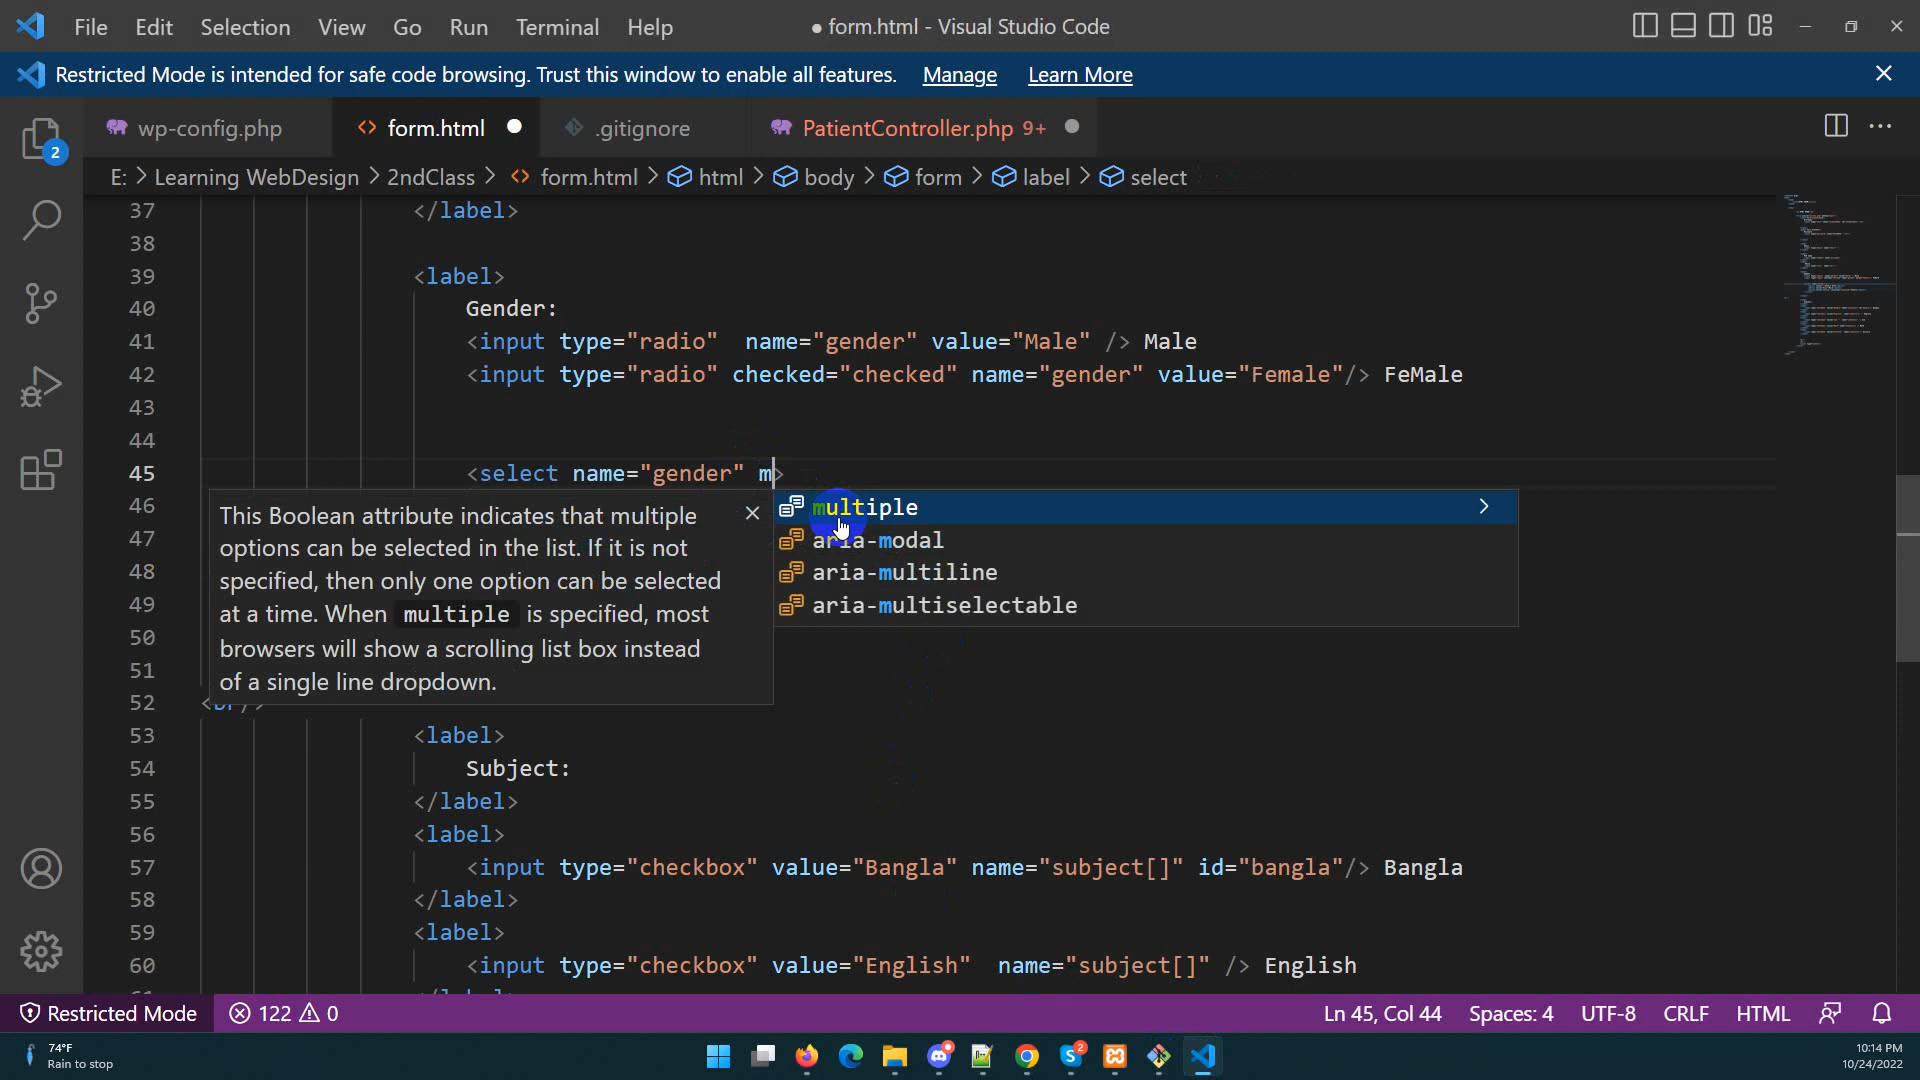 File Edit Selection View Go Run Terminal Help
● form.html - Visual Studio Code
Restricted Mode is intended for safe code browsing. Trust this window to enable all features. Manage Learn More
wp-config.php
form.html
.gitignore
PatientController.php 9+
E: > Learning WebDesign > 2ndClass > form.html > html > body > form > label > select
37 </label>
38
39 <label>
40 Gender:
41 <input type="radio"  name="gender" value="Male" /> Male
42 <input type="radio" checked="checked" name="gender" value="Female"/> FeMale
43
44
45 <select name="gender" m>
46
47
48
49
50
51
This Boolean attribute indicates that multiple
options can be selected in the list. If it is not
specified, then only one option can be selected
at a time. When multiple is specified, most
browsers will show a scrolling list box instead
of a single line dropdown.
multiple
aria-modal
aria-multiline
aria-multiselectable
52 <br/>
53 <label>
54 Subject:
55 </label>
56 <label>
57 <input type="checkbox" value="Bangla" name="subject[]" id="bangla"/> Bangla
58 </label>
59 <label>
60 <input type="checkbox" value="English"  name="subject[]" /> English
2
Restricted Mode 122 0
Ln 45, Col 44 Spaces: 4 UTF-8 CRLF HTML
74°F
Rain to stop
2
10:14 PM
10/24/2022